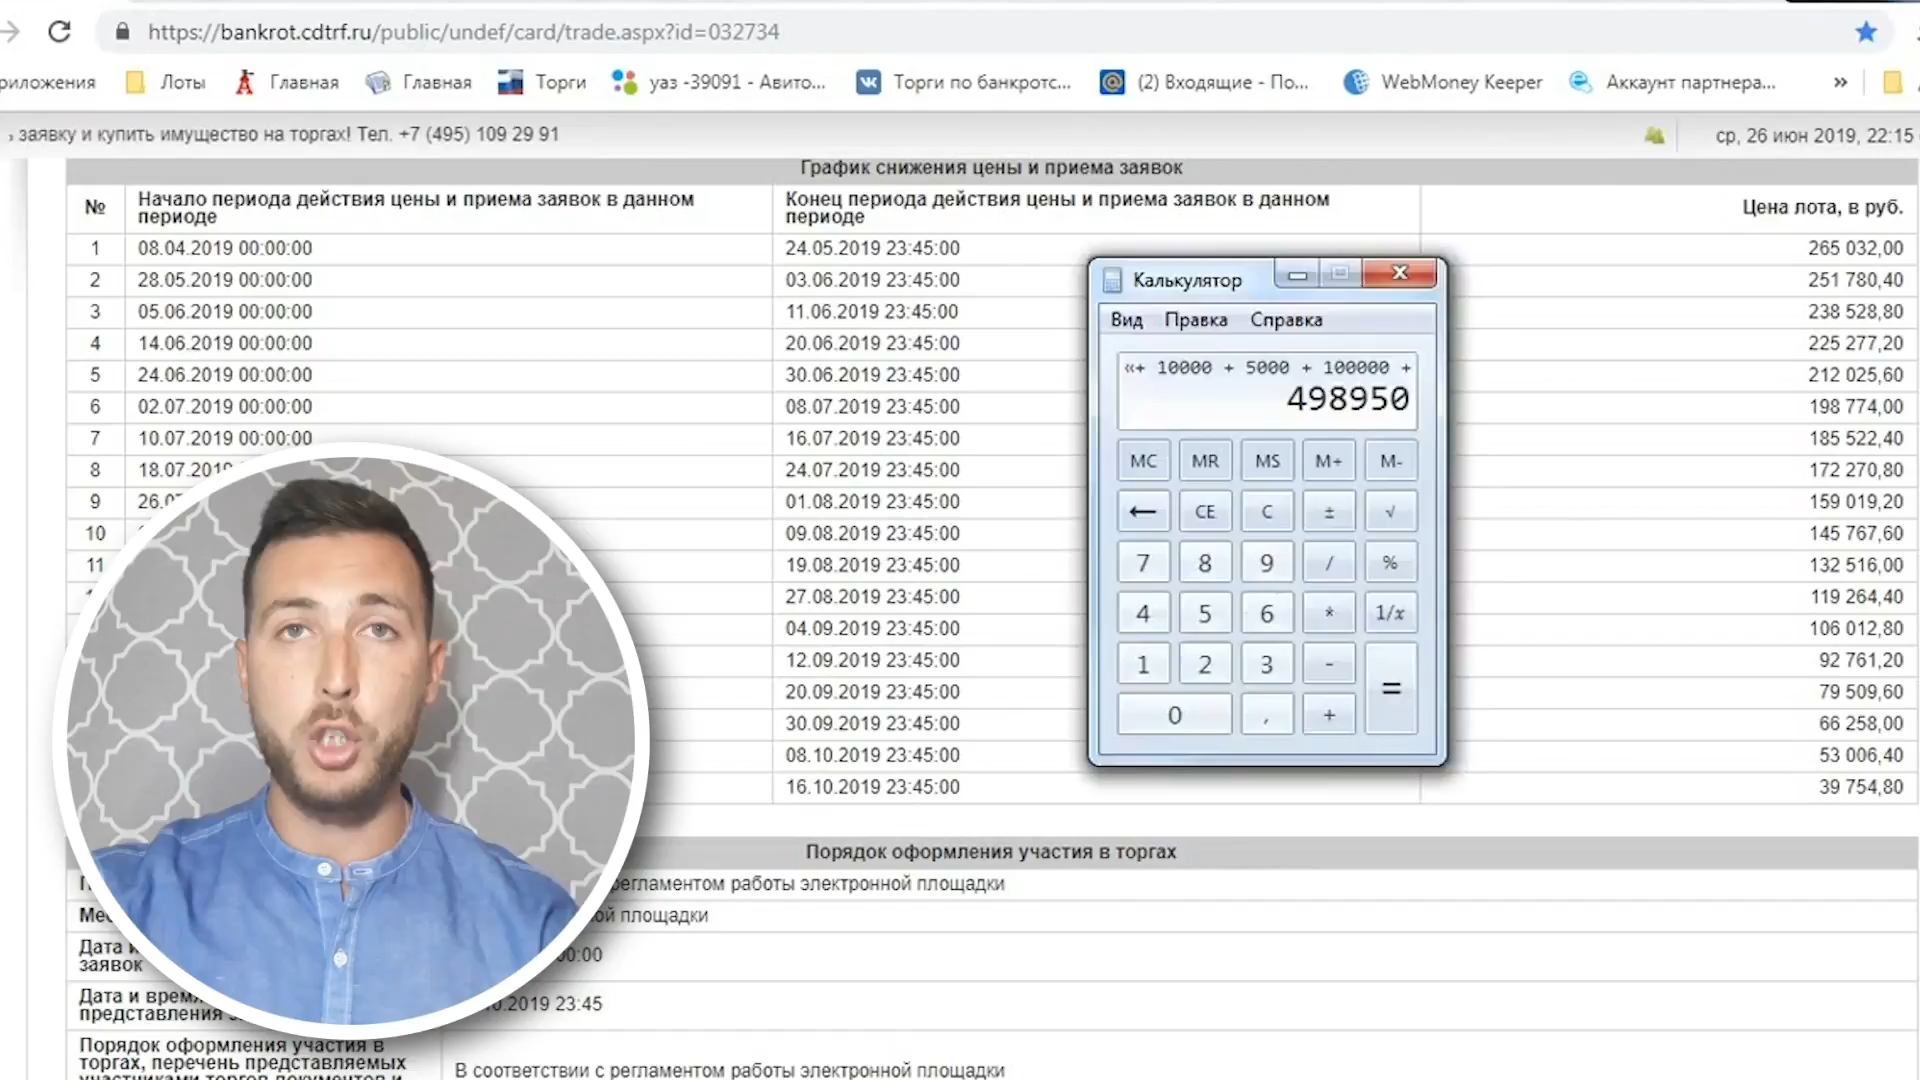 https://bankrot.cdtrf.ru/public/undef/card/trade.aspx?id=032734
риложения Лоты Главная Главная Торги уаз -39091 - Авито... Торги по банкротс... (2) Входящие - По... WebMoney Keeper Аккаунт партнера... »
заявку и купить имущество на торгах! Тел. +7 (495) 109 29 91 ср, 26 июн 2019, 22:15
График снижения цены и приема заявок
№ Начало периода действия цены и приема заявок в данном периоде Конец периода действия цены и приема заявок в данном периоде Цена лота, в руб.
1 08.04.2019 00:00:00 24.05.2019 23:45:00 265 032,00
2 28.05.2019 00:00:00 03.06.2019 23:45:00 251 780,40
3 05.06.2019 00:00:00 11.06.2019 23:45:00 238 528,80
4 14.06.2019 00:00:00 20.06.2019 23:45:00 225 277,20
5 24.06.2019 00:00:00 30.06.2019 23:45:00 212 025,60
6 02.07.2019 00:00:00 08.07.2019 23:45:00 198 774,00
7 10.07.2019 00:00:00 16.07.2019 23:45:00 185 522,40
8 18.07.2019 24.07.2019 23:45:00 172 270,80
9 26.0 01.08.2019 23:45:00 159 019,20
10 09.08.2019 23:45:00 145 767,60
11 19.08.2019 23:45:00 132 516,00
27.08.2019 23:45:00 119 264,40
04.09.2019 23:45:00 106 012,80
12.09.2019 23:45:00 92 761,20
20.09.2019 23:45:00 79 509,60
30.09.2019 23:45:00 66 258,00
08.10.2019 23:45:00 53 006,40
16.10.2019 23:45:00 39 754,80
Калькулятор
Вид Правка Справка
«+ 10000 + 5000 + 100000 +
498950
MC MR MS M+ M-
← CE C ± √
7 8 9 / %
4 5 6 * 1/x
1 2 3 - =
0 , +
Порядок оформления участия в торгах
регламентом работы электронной площадки
Мес ой площадки
Дата и
заявок 00:00
Дата и время
представления .2019 23:45
Порядок оформления участия в
торгах, перечень представляемых
участниками торгов документов и
В соответствии с регламентом работы электронной площадки